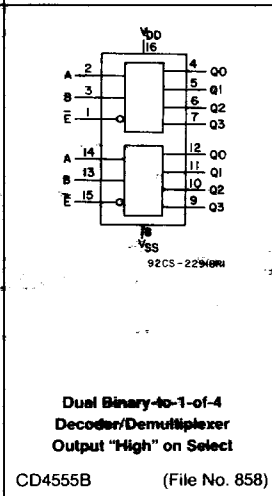 VDD
16
A 2 4 Q0
B 3 5 Q1
6 Q2
E̅ 1 7 Q3
A 14 12 Q0
B 13 11 Q1
10 Q2
E̅ 15 9 Q3
8
VSS
Dual Binary-to-1-of-4
Decoder/Demultiplexer
Output "High" on Select
CD4555B (File No. 858)